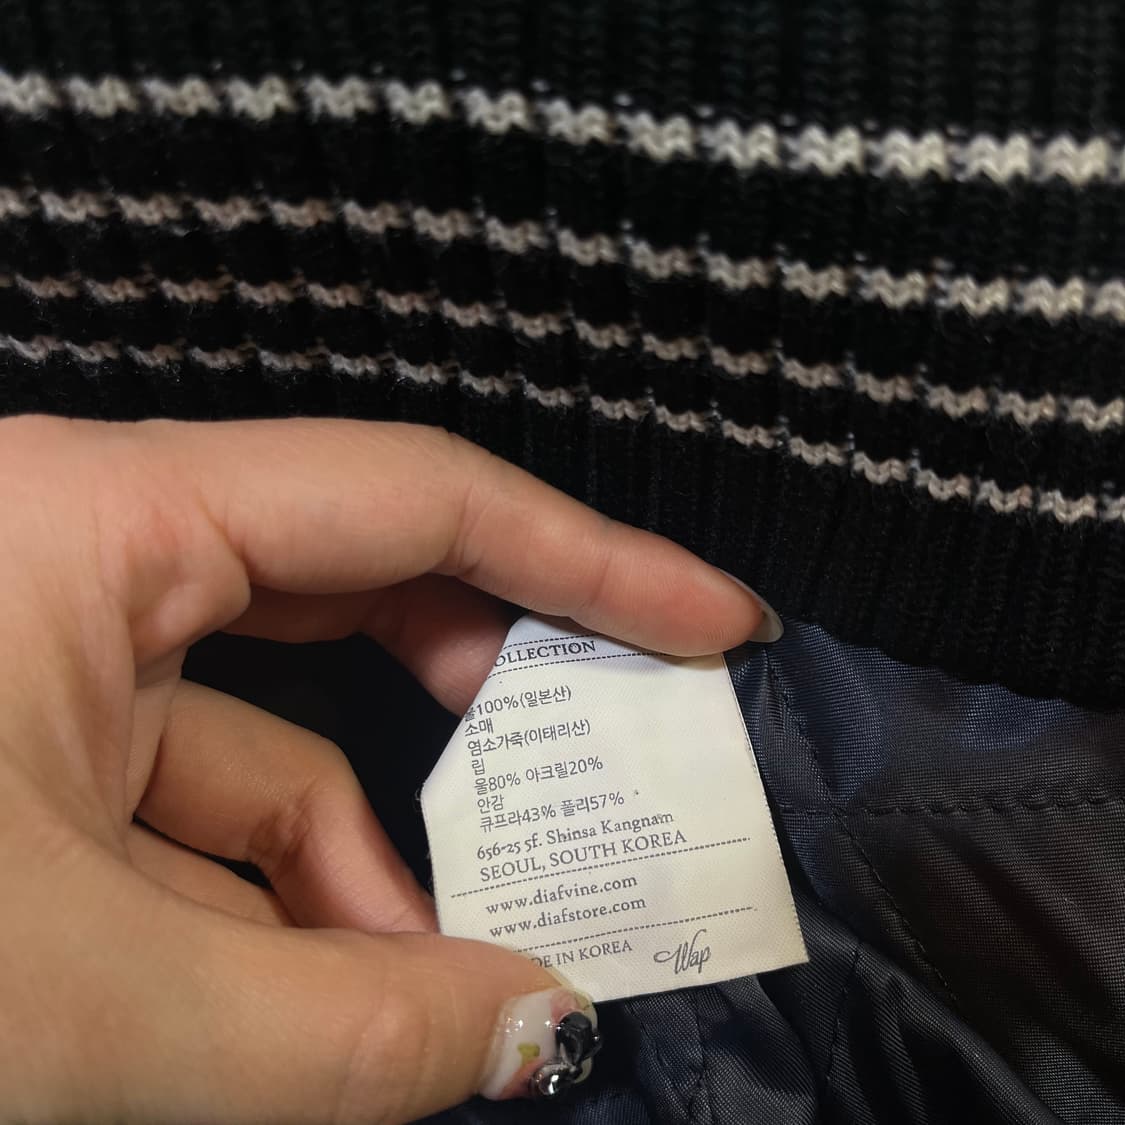 OLLECTION
울100%(일본산)
소매
염소가죽(이태리산)
립
울80% 아크릴20%
안감
큐프라43% 폴리57%
656-25 5f. Shinsa Kangnam
SEOUL, SOUTH KOREA
www.diafvine.com
www.diafstore.com
DE IN KOREA
Wap